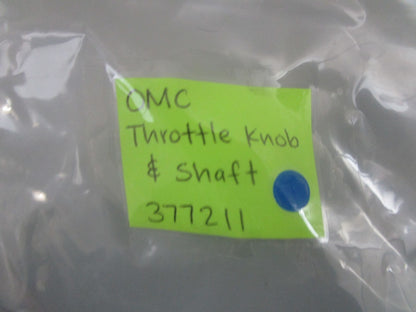 OMC
Throttle Knob
& Shaft
377211